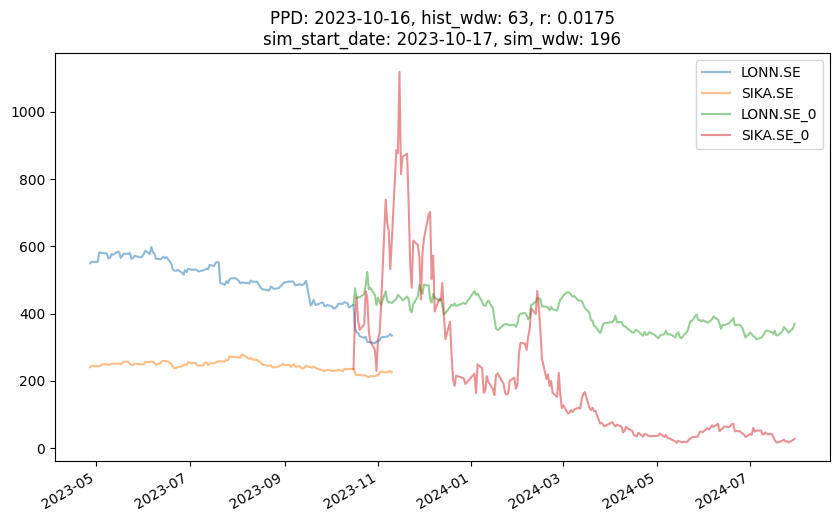 PPD: 2023-10-16, hist_wdw: 63, r: 0.0175
sim_start_date: 2023-10-17, sim_wdw: 196
LONN.SE
SIKA.SE
LONN.SE_0
SIKA.SE_0
1000
800
600
400
200
0
2023-05
2023-07
2023-09
2023-11
2024-01
2024-03
2024-05
2024-07